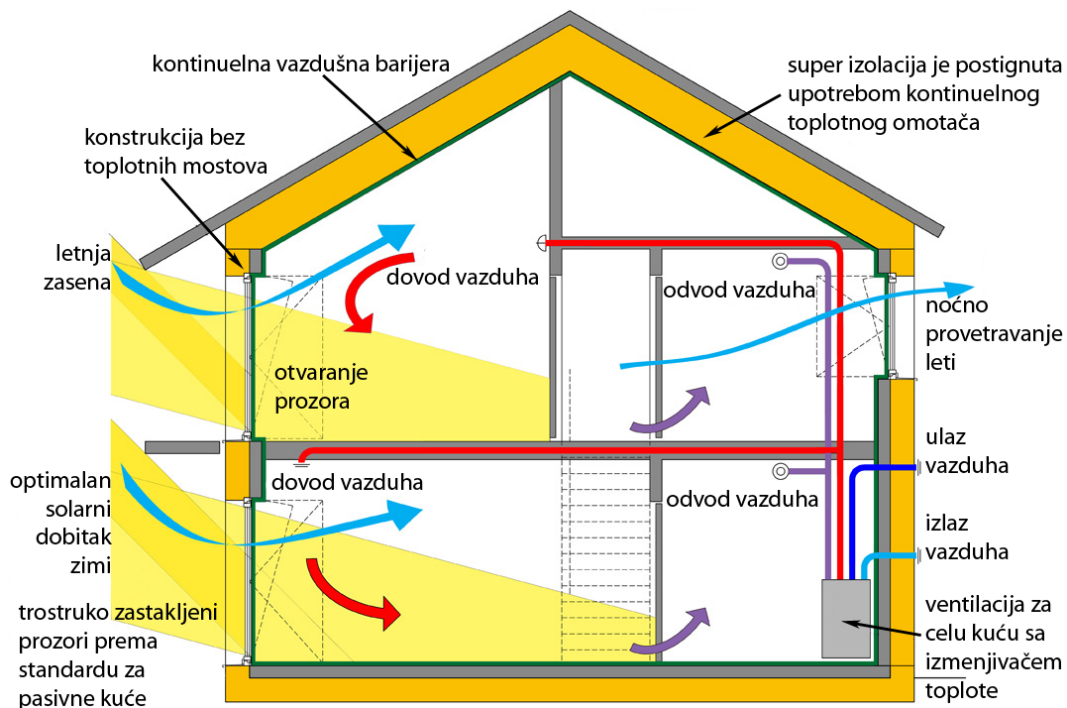 kontinuelna vazdušna barijera
super izolacija je postignuta
upotrebom kontinuelnog
toplotnog omotača
konstrukcija bez
toplotnih mostova
letnja
zasena
dovod vazduha
odvod vazduha
noćno
provetravanje
leti
otvaranje
prozora
ulaz
vazduha
optimalan
solarni
dobitak
zimi
dovod vazduha
odvod vazduha
izlaz
vazduha
trostruko zastakljeni
prozori prema
standardu za
pasivne kuće
ventilacija za
celu kuću sa
izmenjivačem
toplote